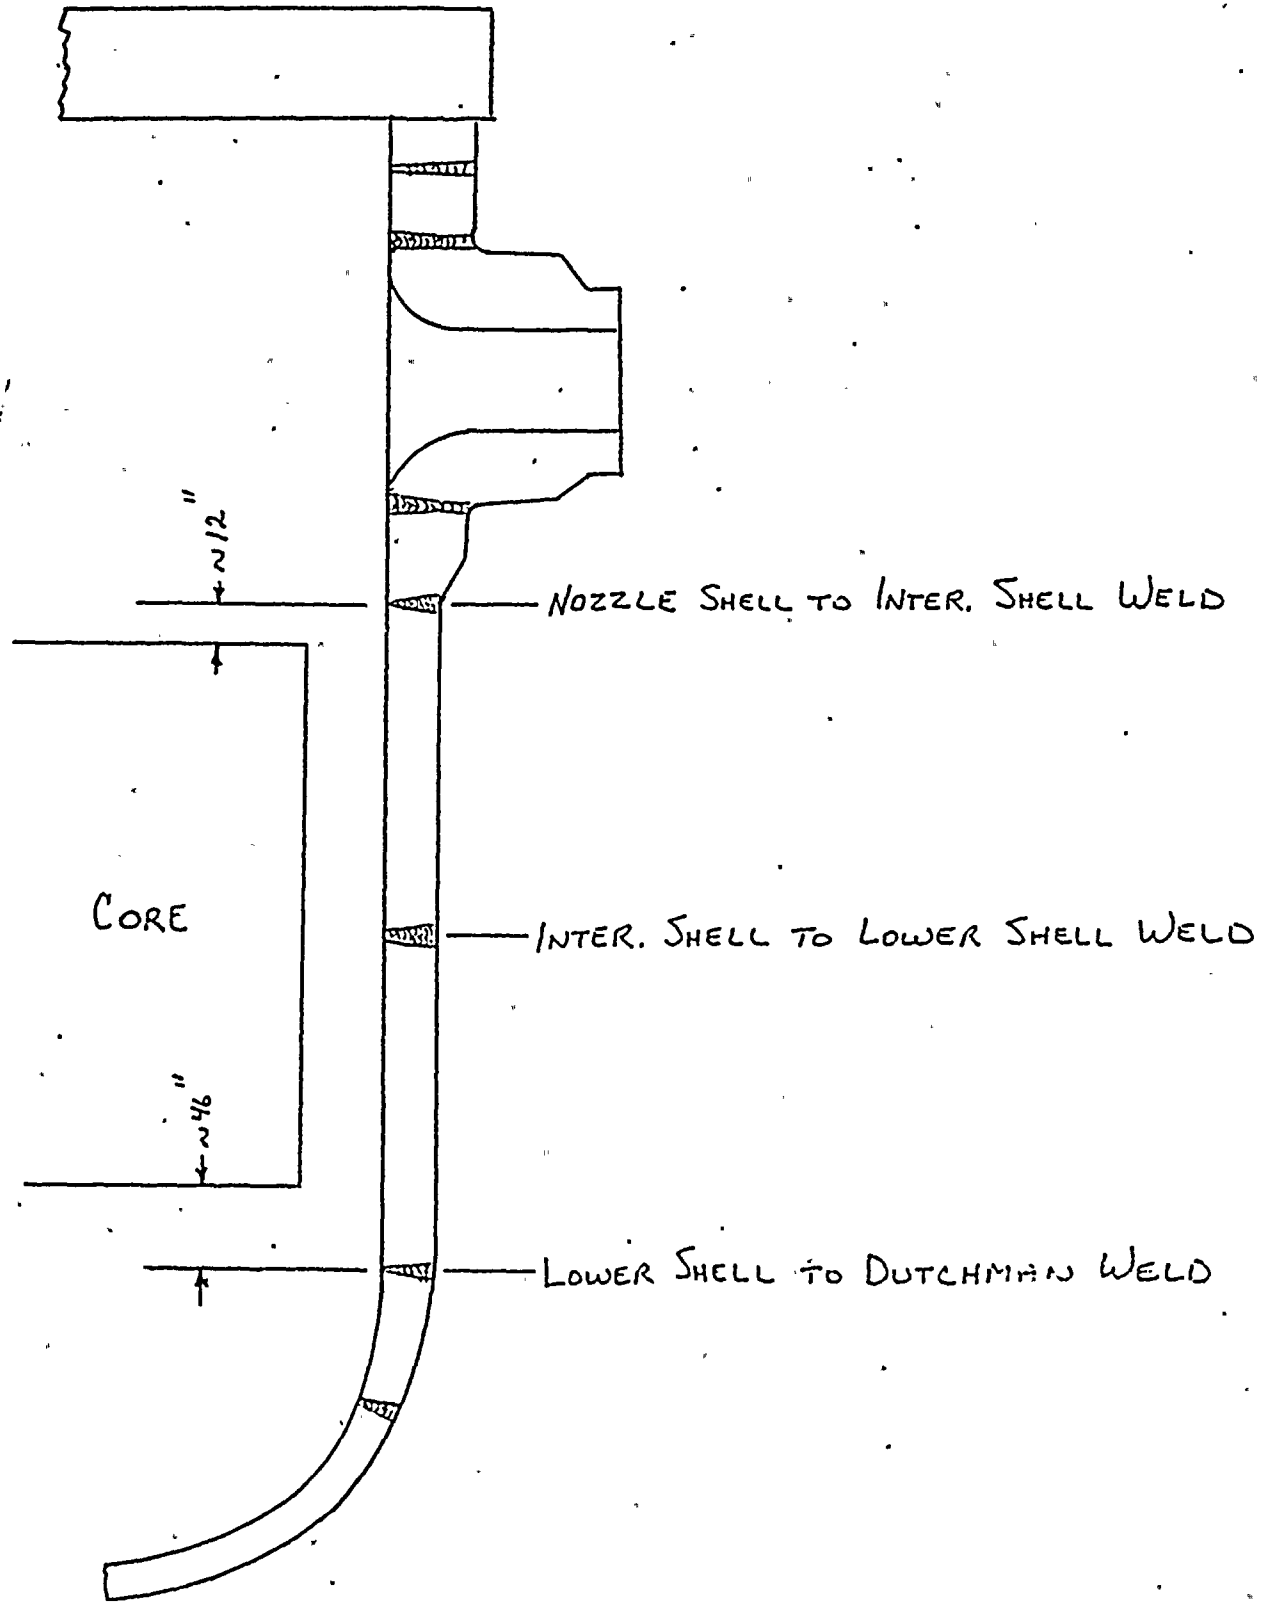 ~12"
NOZZLE SHELL TO INTER. SHELL WELD
CORE
INTER. SHELL TO LOWER SHELL WELD
~46"
LOWER SHELL TO DUTCHMAN WELD